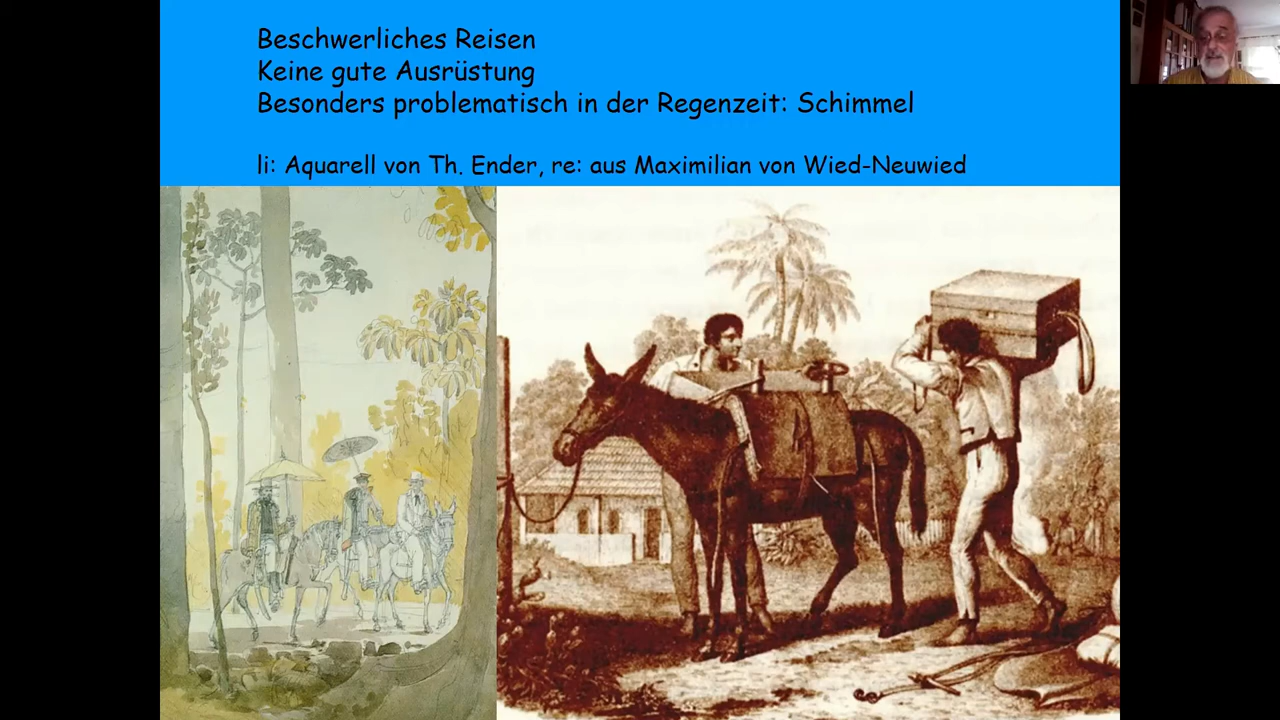 Beschwerliches Reisen
Keine gute Ausrüstung
Besonders problematisch in der Regenzeit: Schimmel
li: Aquarell von Th. Ender, re: aus Maximilian von Wied-Neuwied